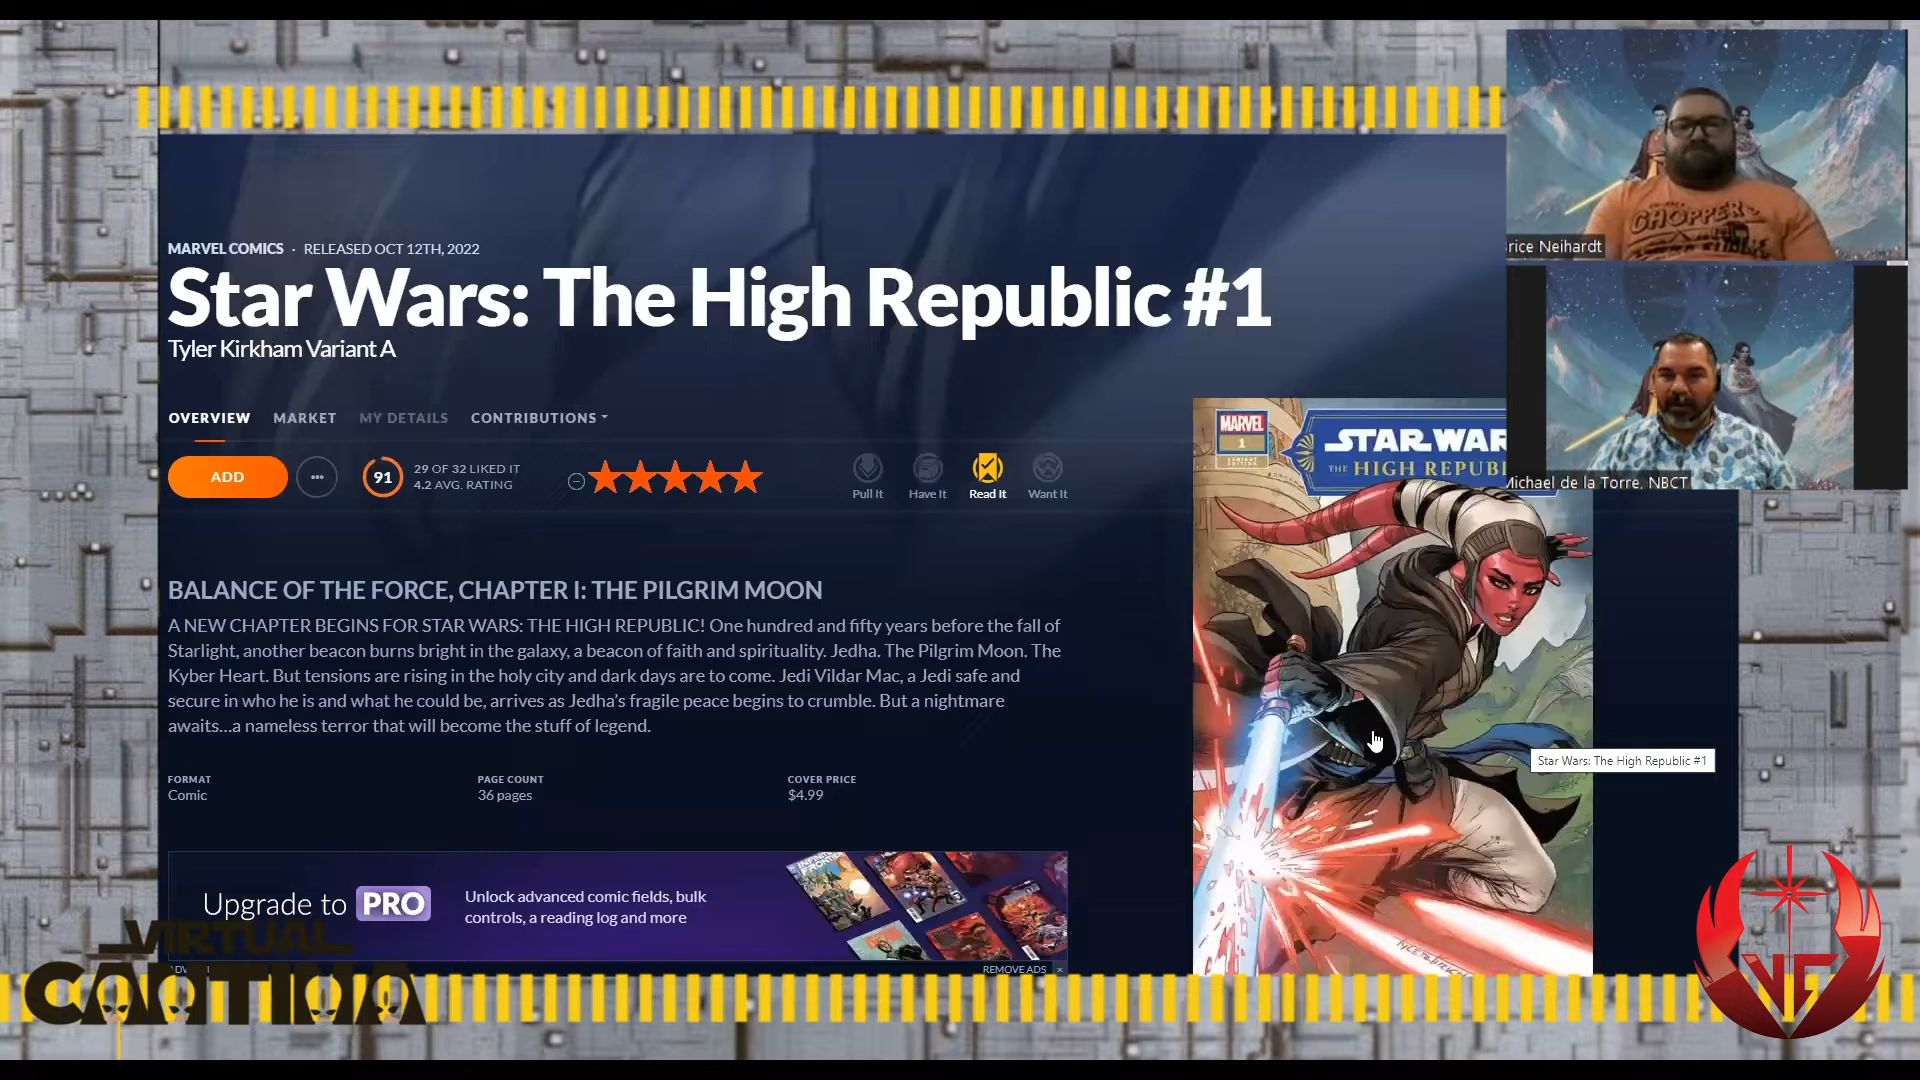 MARVEL COMICS · RELEASED OCT 12TH, 2022
Star Wars: The High Republic #1
Tyler Kirkham Variant A
OVERVIEW MARKET MY DETAILS CONTRIBUTIONS
ADD
91
29 OF 32 LIKED IT
4.2 AVG. RATING
Pull It Have It Read It Want It
BALANCE OF THE FORCE, CHAPTER I: THE PILGRIM MOON
A NEW CHAPTER BEGINS FOR STAR WARS: THE HIGH REPUBLIC! One hundred and fifty years before the fall of
Starlight, another beacon burns bright in the galaxy, a beacon of faith and spirituality. Jedha. The Pilgrim Moon. The
Kyber Heart. But tensions are rising in the holy city and dark days are to come. Jedi Vildar Mac, a Jedi safe and
secure in who he is and what he could be, arrives as Jedha's fragile peace begins to crumble. But a nightmare
awaits...a nameless terror that will become the stuff of legend.
FORMAT
Comic
PAGE COUNT
36 pages
COVER PRICE
$4.99
Upgrade to PRO
Unlock advanced comic fields, bulk
controls, a reading log and more
REMOVE ADS ×
MARVEL
1
VARIANT
EDITION
STAR WAR
THE HIGH REPUBL
Star Wars: The High Republic #1
CHOPPER
rice Neihardt
Michael de la Torre, NBCT
VIRTUAL
CANTINA